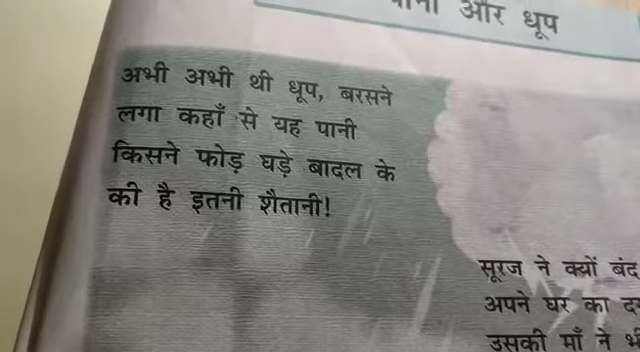 और धूप
अभी अभी थी धूप, बरसने
लगा कहाँ से यह पानी
किसने फोड़ घड़े बादल के
की है इतनी शैतानी!
सूरज ने क्यों बंद
अपने घर का
उसकी माँ ने